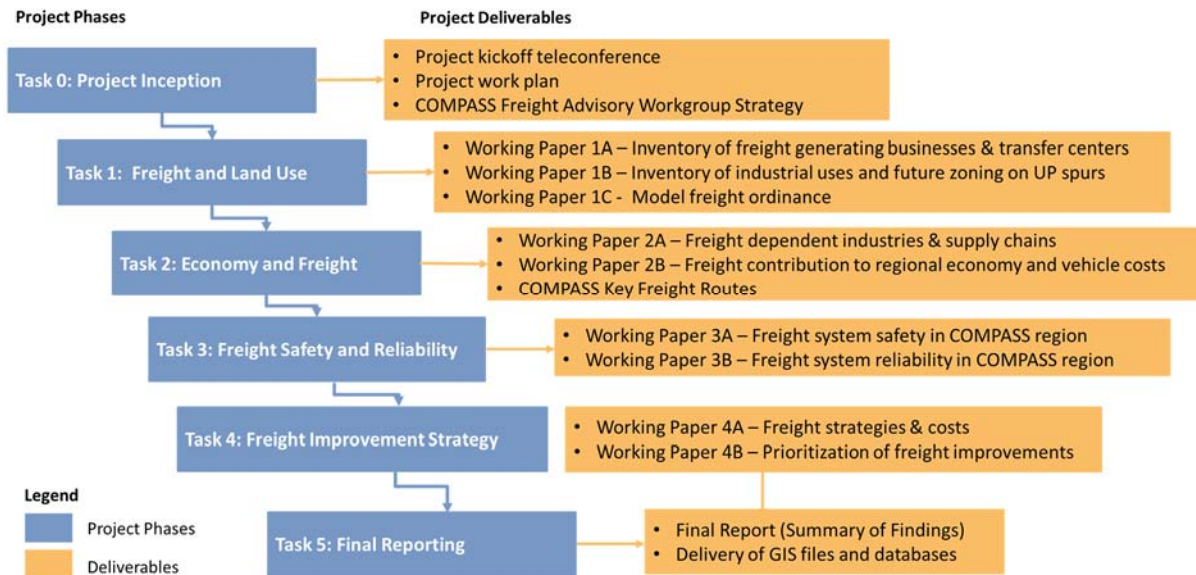 Project Phases
Project Deliverables
Task 0: Project Inception
• Project kickoff teleconference
• Project work plan
• COMPASS Freight Advisory Workgroup Strategy
Task 1: Freight and Land Use
• Working Paper 1A – Inventory of freight generating businesses & transfer centers
• Working Paper 1B – Inventory of industrial uses and future zoning on UP spurs
• Working Paper 1C - Model freight ordinance
Task 2: Economy and Freight
• Working Paper 2A – Freight dependent industries & supply chains
• Working Paper 2B – Freight contribution to regional economy and vehicle costs
• COMPASS Key Freight Routes
Task 3: Freight Safety and Reliability
• Working Paper 3A – Freight system safety in COMPASS region
• Working Paper 3B – Freight system reliability in COMPASS region
Task 4: Freight Improvement Strategy
• Working Paper 4A – Freight strategies & costs
• Working Paper 4B – Prioritization of freight improvements
Task 5: Final Reporting
• Final Report (Summary of Findings)
• Delivery of GIS files and databases
Legend
Project Phases
Deliverables